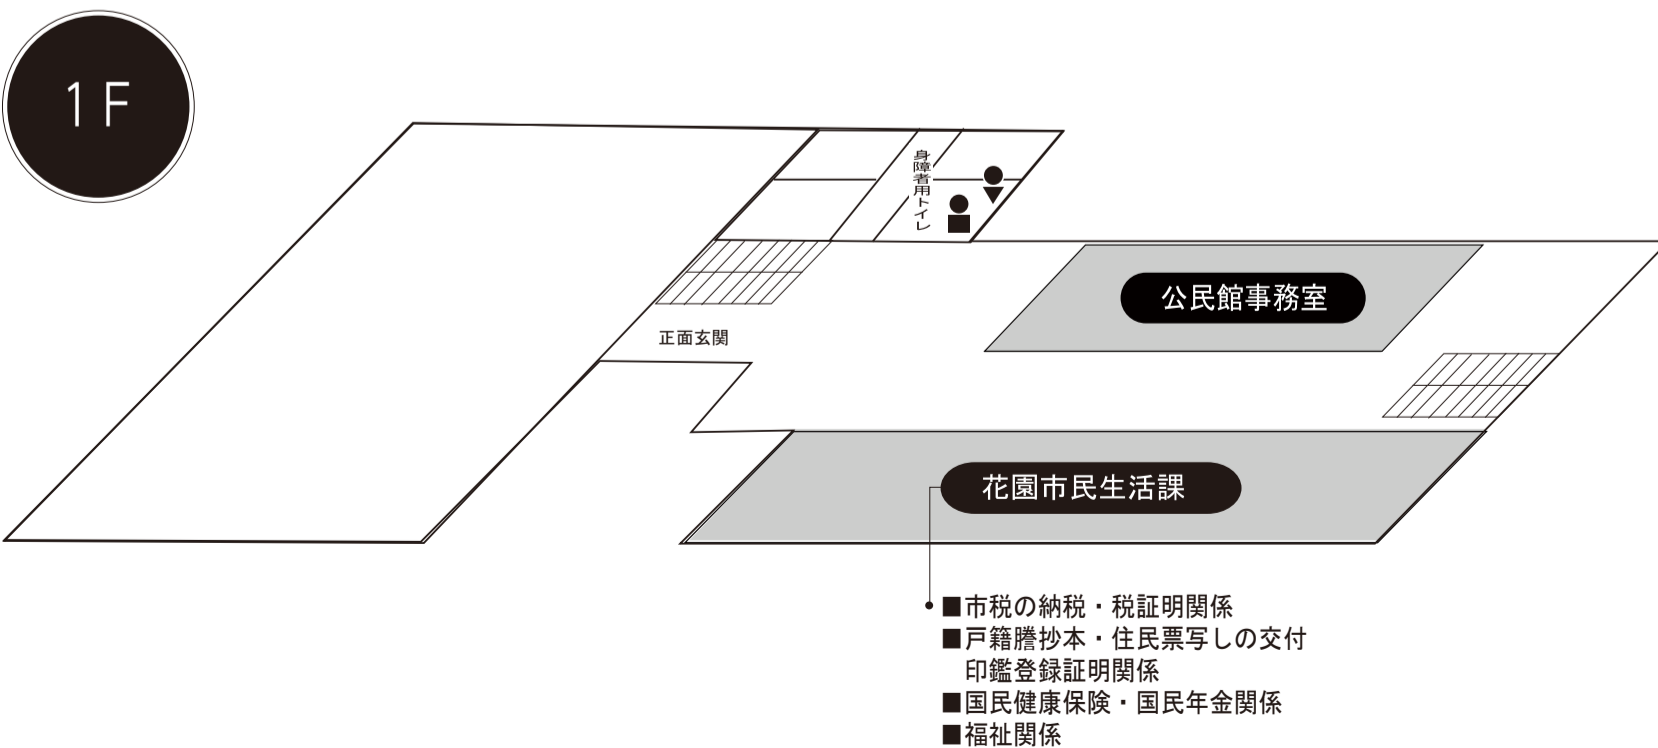 1F
身障者用トイレ
公民館事務室
正面玄関
花園市民生活課
■市税の納税・税証明関係
■戸籍謄抄本・住民票写しの交付
印鑑登録証明関係
■国民健康保険・国民年金関係
■福祉関係